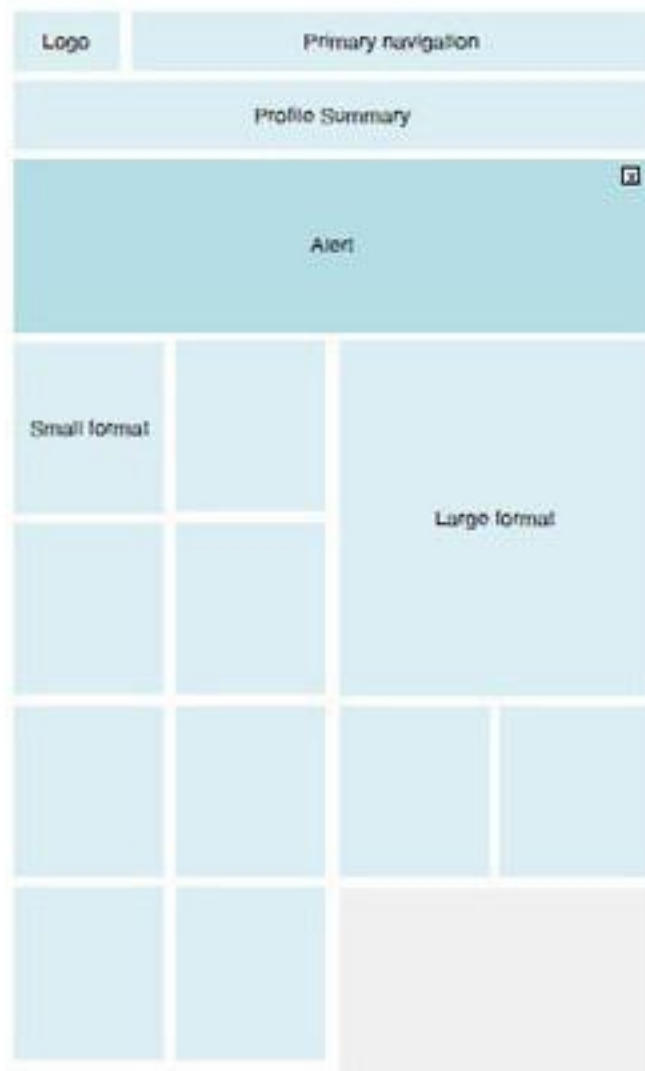 Logo
Primary navigation
Profile Summary
x
Alert
Small format
Large format